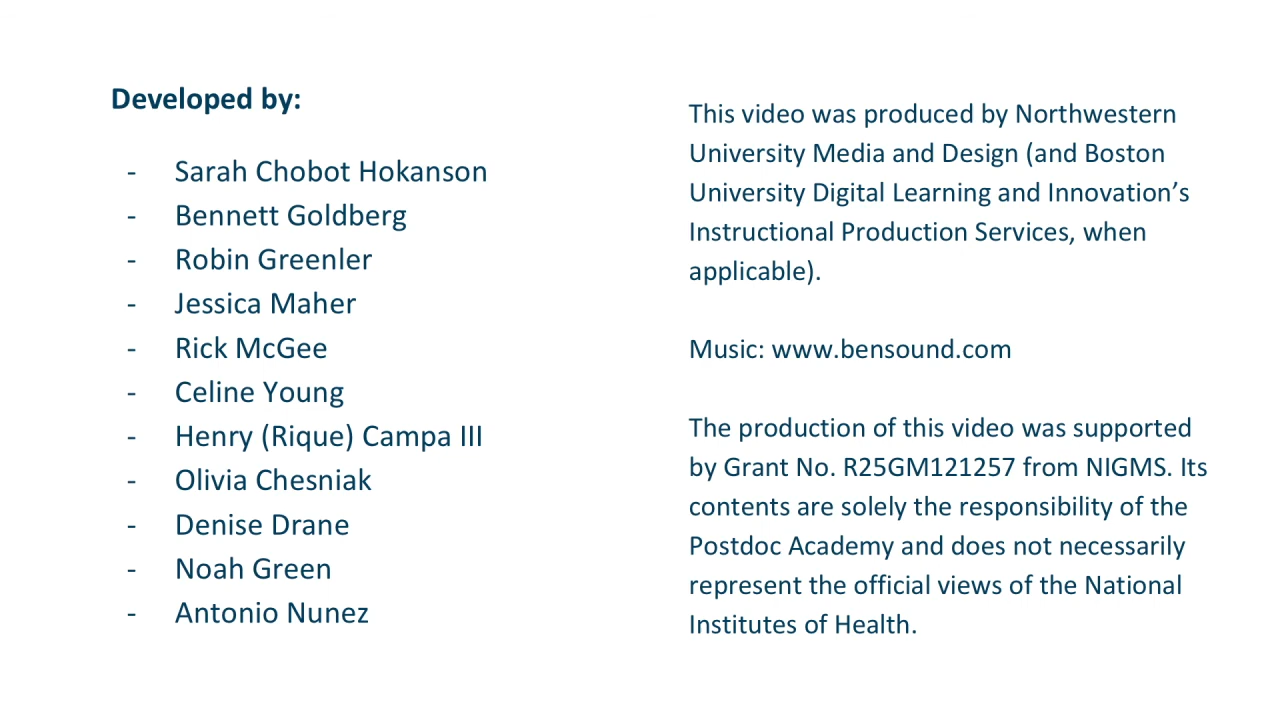 Developed by:
- Sarah Chobot Hokanson
- Bennett Goldberg
- Robin Greenler
- Jessica Maher
- Rick McGee
- Celine Young
- Henry (Rique) Campa III
- Olivia Chesniak
- Denise Drane
- Noah Green
- Antonio Nunez
This video was produced by Northwestern
University Media and Design (and Boston
University Digital Learning and Innovation’s
Instructional Production Services, when
applicable).
Music: www.bensound.com
The production of this video was supported
by Grant No. R25GM121257 from NIGMS. Its
contents are solely the responsibility of the
Postdoc Academy and does not necessarily
represent the official views of the National
Institutes of Health.